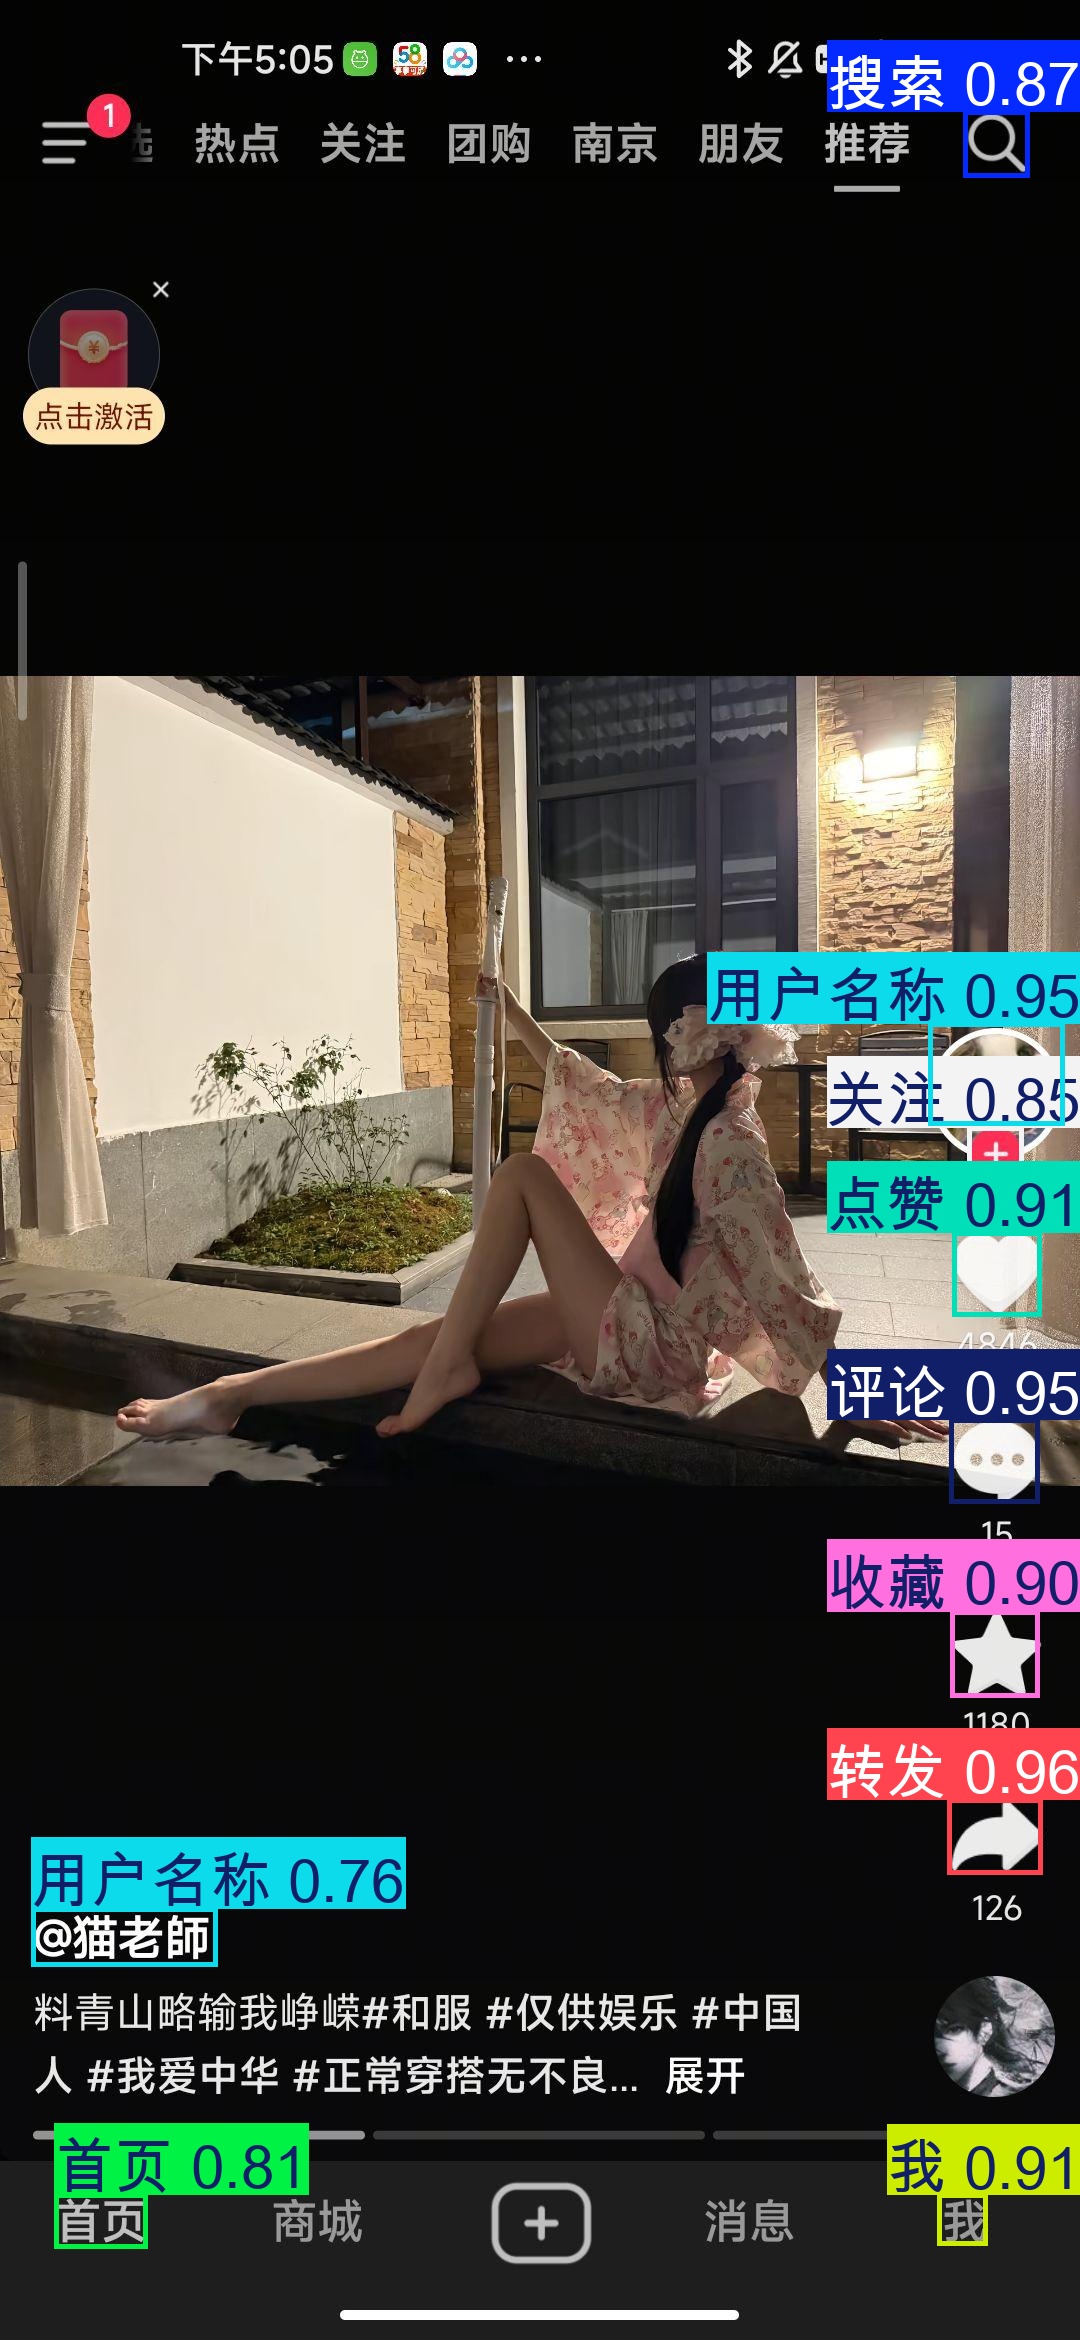 下午5:05 58 ...
搜索 0.87
1
热点 关注 团购 南京 朋友 推荐
点击激活
用户名称 0.95
关注 0.85
点赞 0.91
4846
评论 0.95
15
收藏 0.90
1180
转发 0.96
126
用户名称 0.76
@猫老師
料青山略输我峥嵘#和服 #仅供娱乐 #中国
人 #我爱中华 #正常穿搭无不良... 展开
首页 0.81
我 0.91
首页 商城 消息 我